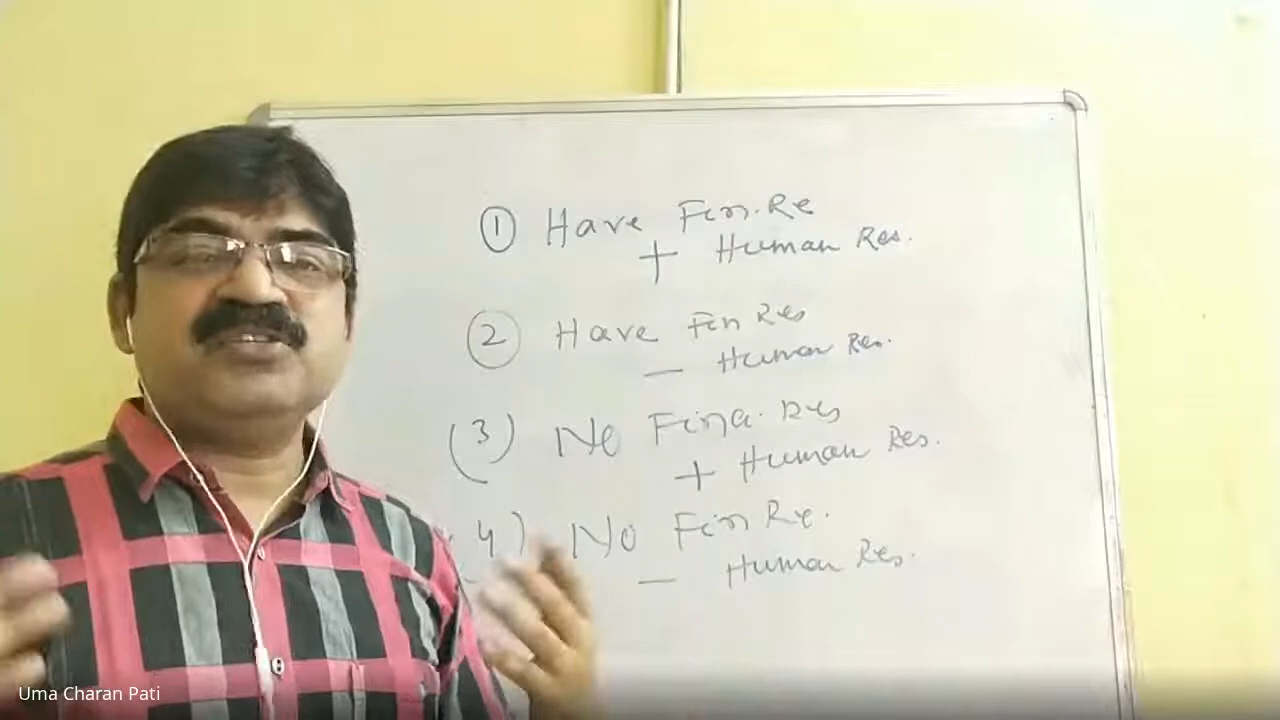 ① Have Fin. Re
+ Human Res.
② Have Fin Res
— Human Res.
(3) No Fina. Res
+ Human Res.
(4) No Fin Re.
— Human Res.
Uma Charan Pati